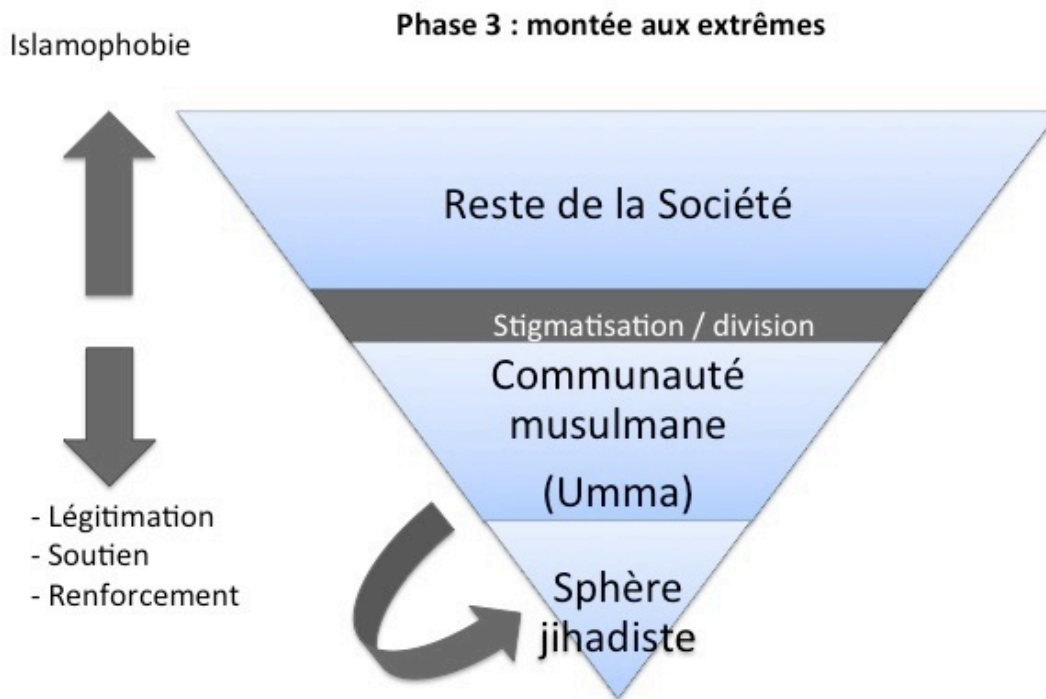 Phase 3 : montée aux extrêmes
Islamophobie
Reste de la Société
Stigmatisation / division
Communauté
musulmane
(Umma)
- Légitimation
- Soutien
- Renforcement
Sphère
jihadiste